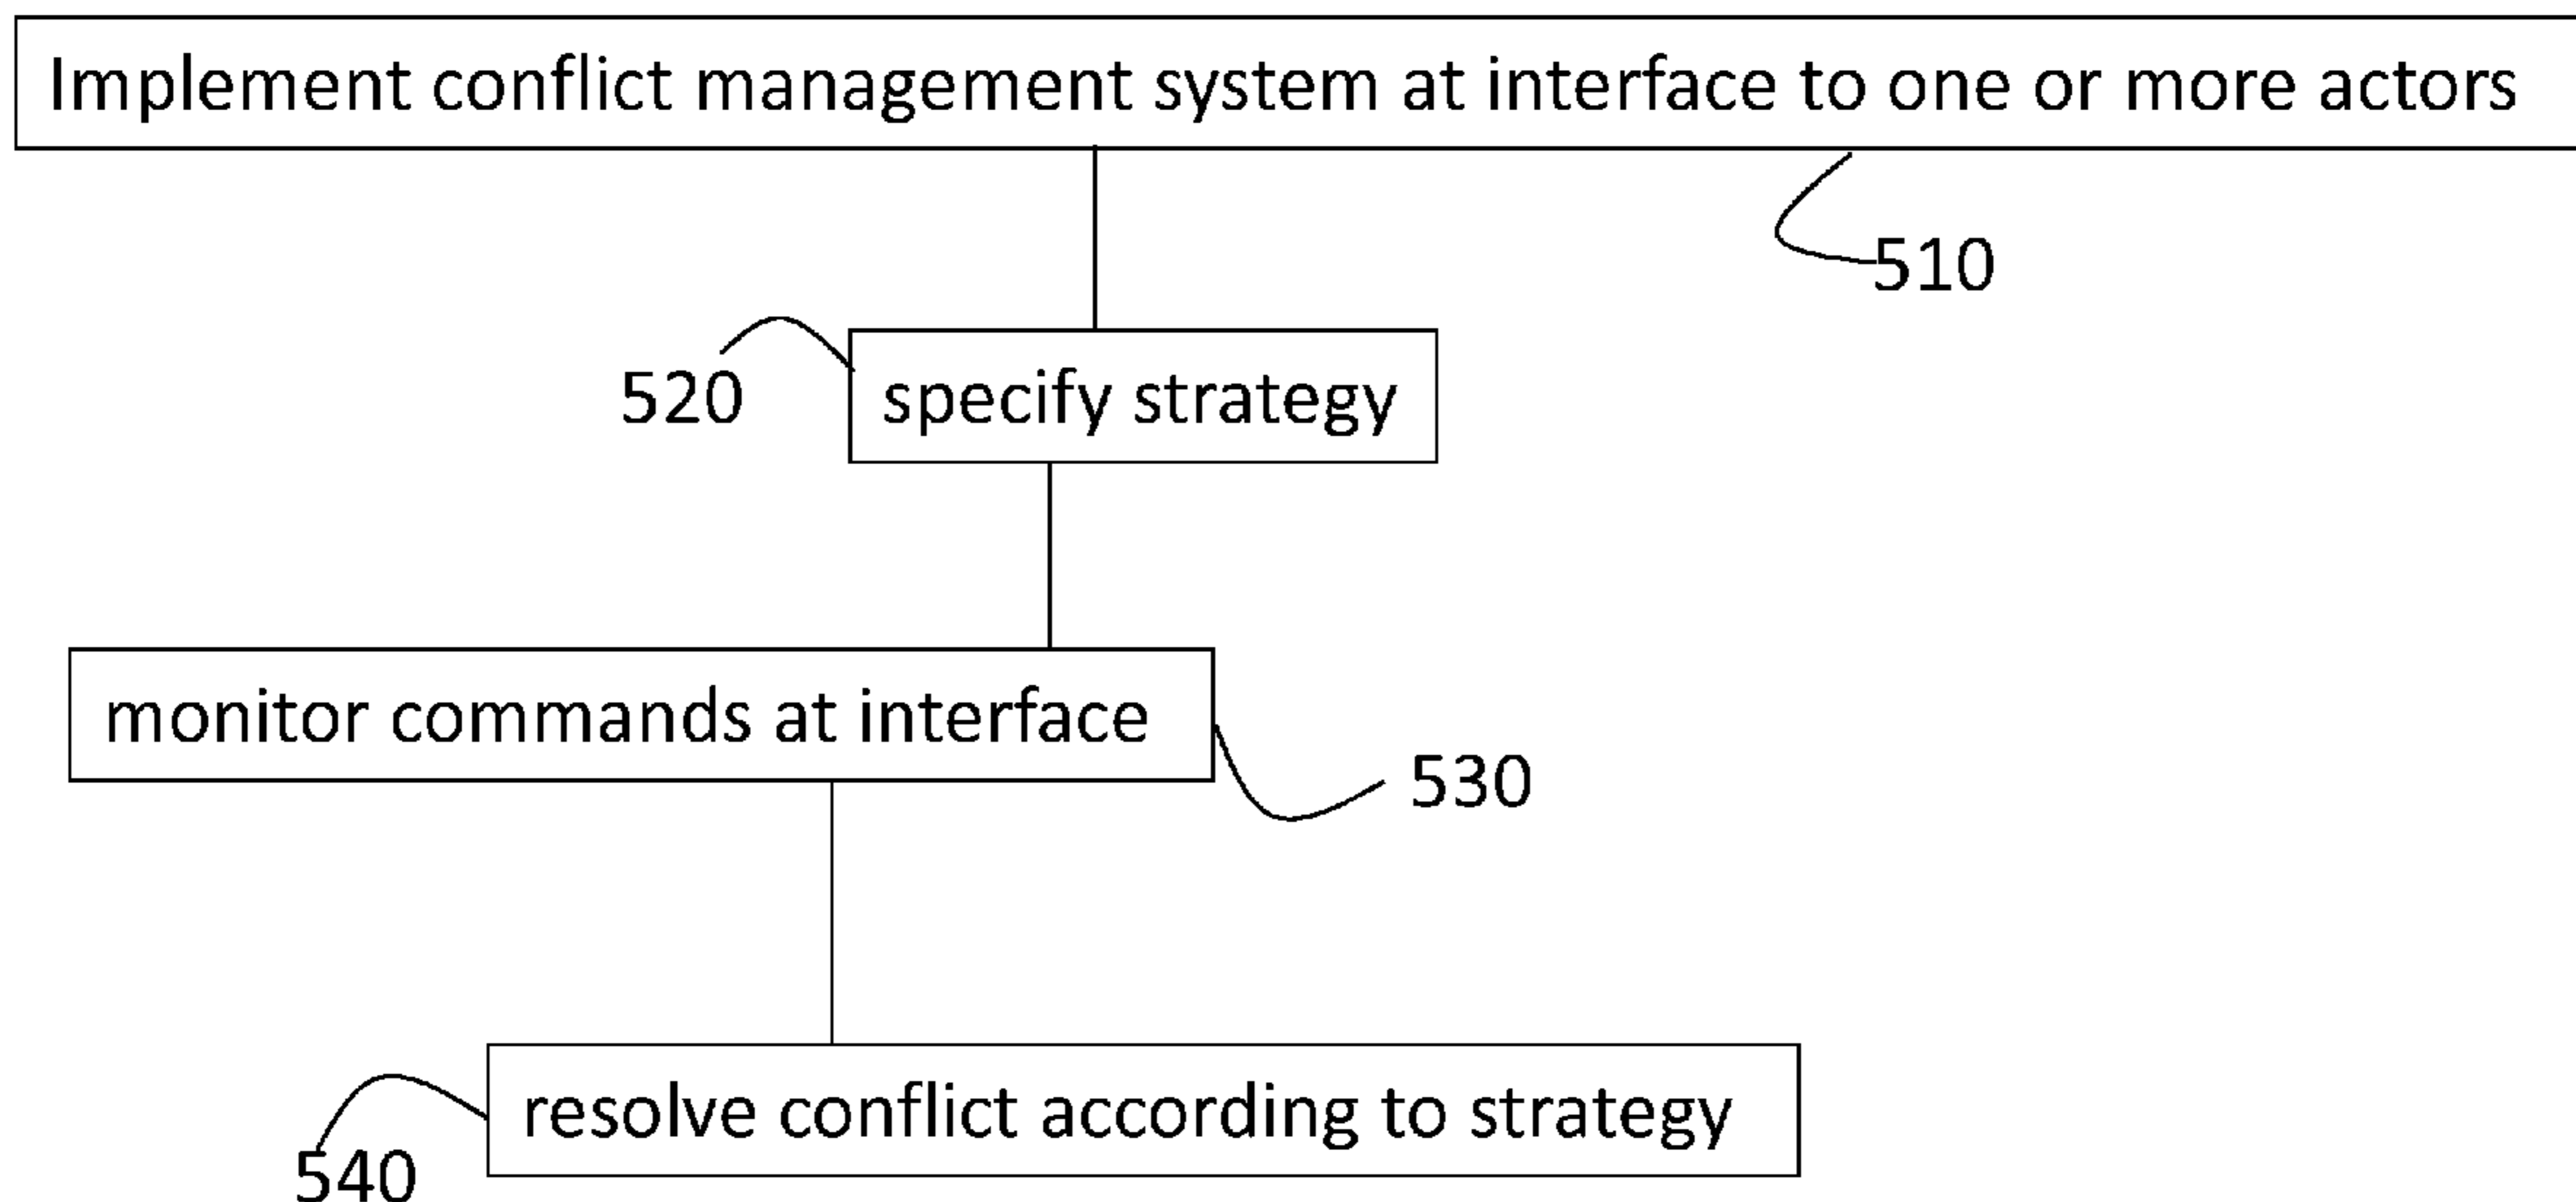 Implement conflict management system at interface to one or more actors
510
520
specify strategy
monitor commands at interface
530
resolve conflict according to strategy
540